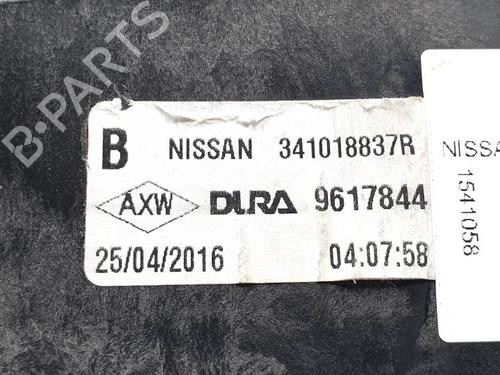 B·PARTS
B NISSAN 341018837R
AXW DURA 9617844
25/04/2016 04:07:58
NISSA
1541058